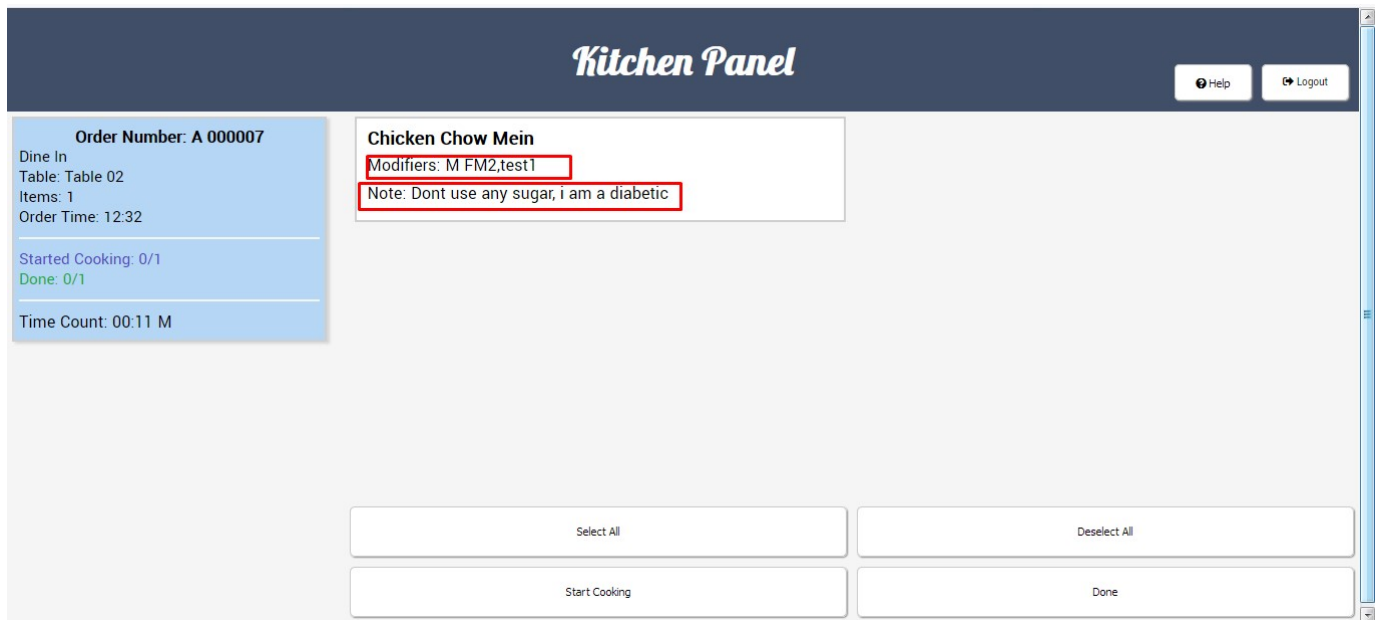 Kitchen Panel
Help
Logout
Order Number: A 000007
Dine In
Table: Table 02
Items: 1
Order Time: 12:32
Started Cooking: 0/1
Done: 0/1
Time Count: 00:11 M
Chicken Chow Mein
Modifiers: M FM2,test1
Note: Dont use any sugar, i am a diabetic
Select All
Deselect All
Start Cooking
Done